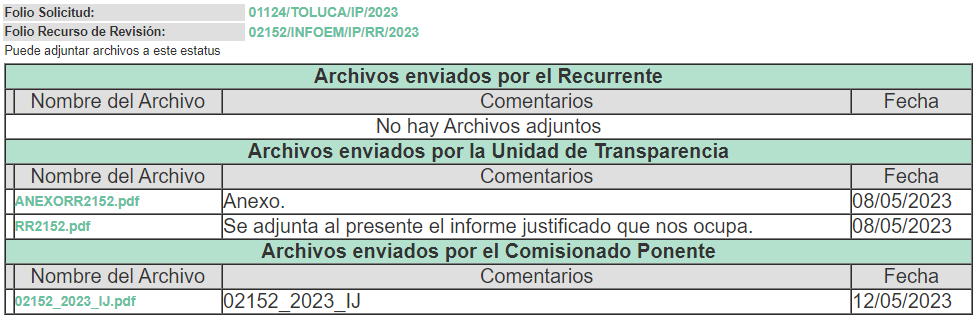 Folio Solicitud: 01124/TOLUCA/IP/2023
Folio Recurso de Revisión: 02152/INFOEM/IP/RR/2023
Puede adjuntar archivos a este estatus
Archivos enviados por el Recurrente
Nombre del Archivo Comentarios Fecha
No hay Archivos adjuntos
Archivos enviados por la Unidad de Transparencia
Nombre del Archivo Comentarios Fecha
ANEXORR2152.pdf Anexo. 08/05/2023
RR2152.pdf Se adjunta al presente el informe justificado que nos ocupa. 08/05/2023
Archivos enviados por el Comisionado Ponente
Nombre del Archivo Comentarios Fecha
02152_2023_IJ.pdf 02152_2023_IJ 12/05/2023